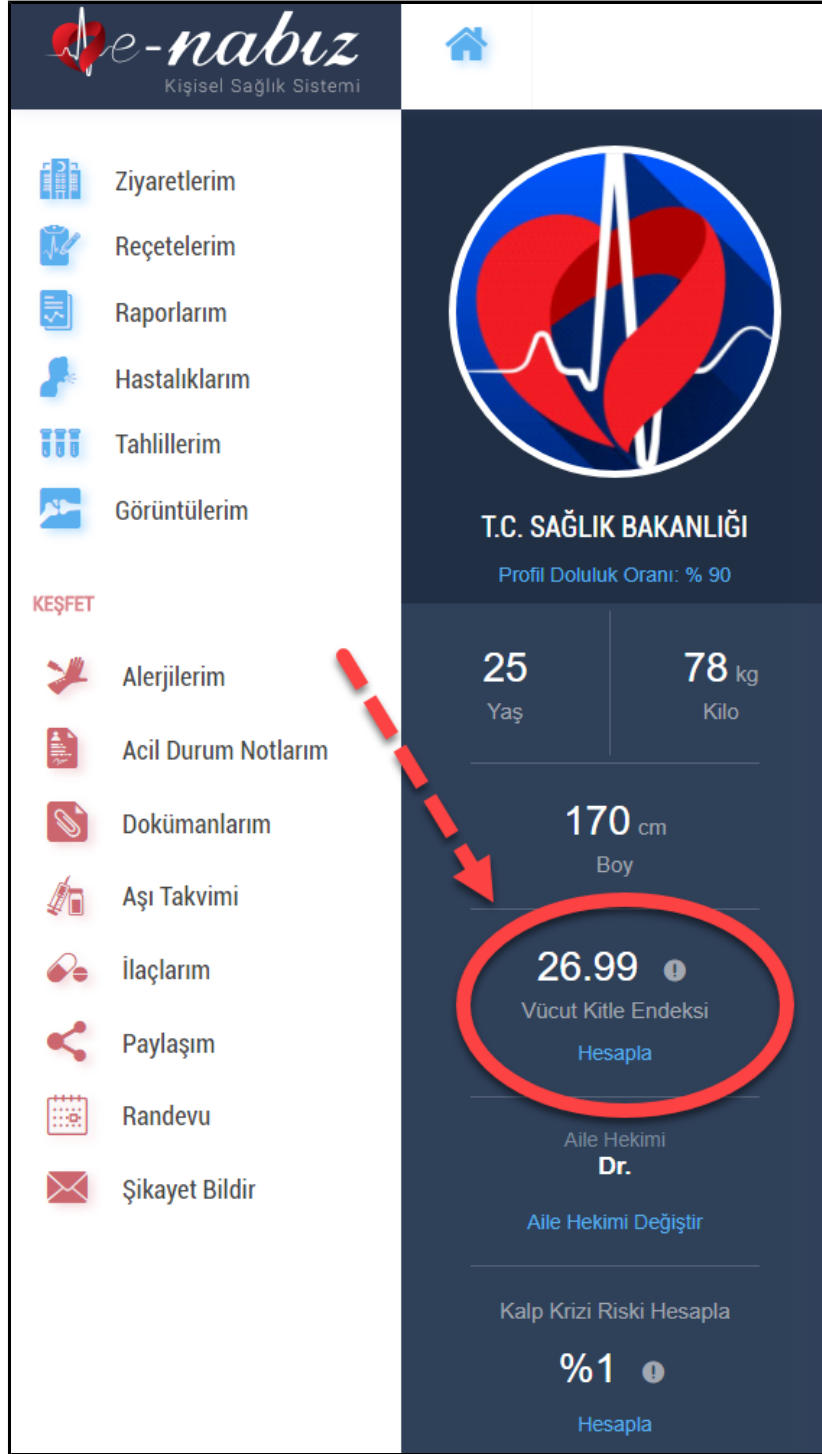 e-nabız
Kişisel Sağlık Sistemi
Ziyaretlerim
Reçetelerim
Raporlarım
Hastalıklarım
Tahlillerim
Görüntülerim
KEŞFET
Alerjilerim
Acil Durum Notlarım
Dokümanlarım
Aşı Takvimi
İlaçlarım
Paylaşım
Randevu
Şikayet Bildir
T.C. SAĞLIK BAKANLIĞI
Profil Doluluk Oranı: % 90
25
Yaş
78 kg
Kilo
170 cm
Boy
26.99
Vücut Kitle Endeksi
Hesapla
Aile Hekimi
Dr.
Aile Hekimi Değiştir
Kalp Krizi Riski Hesapla
%1
Hesapla